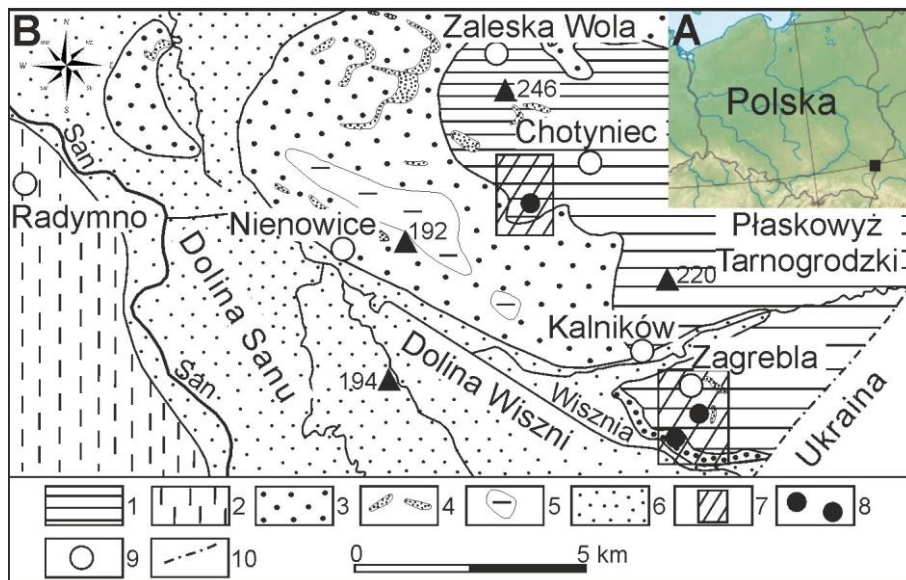 B
N
S
W
E
A
Zaleska Wola
246
Polska
Chotyniec
San
Radymno
Nienowice
192
Płaskowyż
Tarnogrodzki
220
Dolina Sanu
Kalników
Zagrebla
Dolina Wiszni
Wisznia
194
San
Ukraina
1
2
3
4
5
6
7
8
9
10
0
5 km